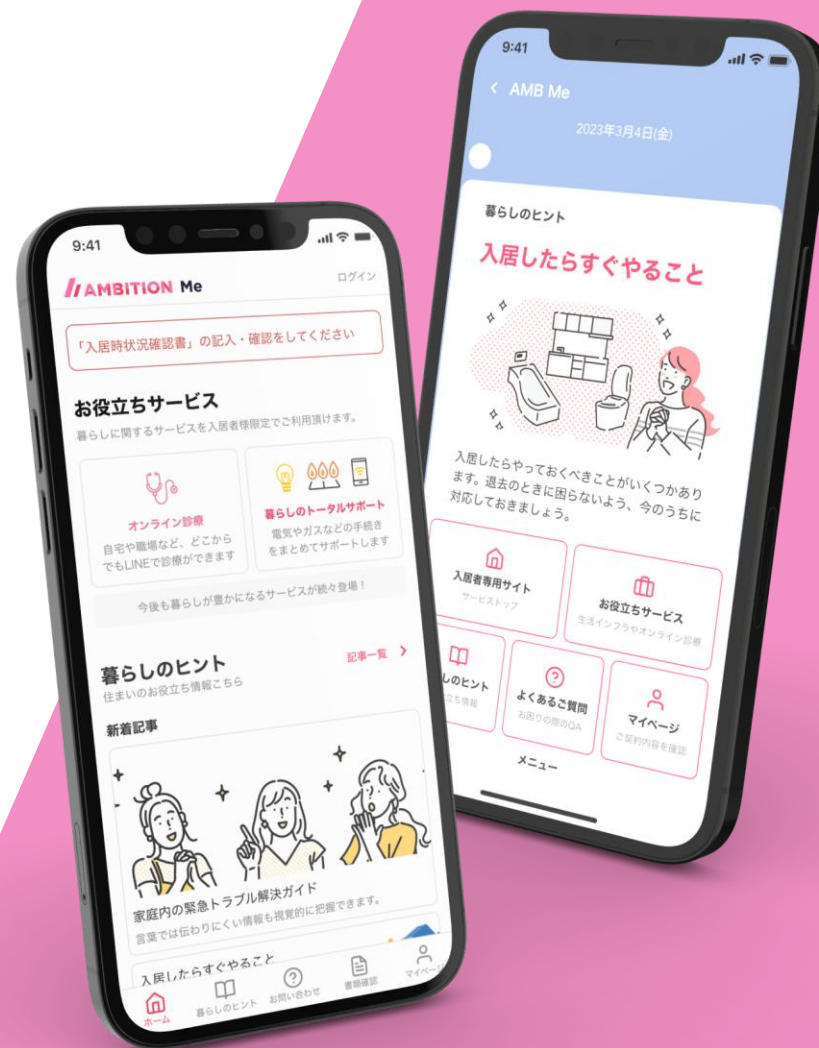 9:41
AMBITION Me
ログイン
「入居時状況確認書」の記入・確認をしてください
お役立ちサービス
暮らしに関するサービスを入居者様限定でご利用頂けます。
オンライン診療
自宅や職場など、どこから
でもLINEで診療ができます
暮らしのトータルサポート
電気やガスなどの手続き
をまとめてサポートします
今後も暮らしが豊かになるサービスが続々登場！
暮らしのヒント
記事一覧
住まいのお役立ち情報こちら
新着記事
家庭内の緊急トラブル解決ガイド
言葉では伝わりにくい情報も視覚的に把握できます。
入居したらすぐやること
ホーム
暮らしのヒント
お問い合わせ
書類確認
マイページ
9:41
AMB Me
2023年3月4日(金)
暮らしのヒント
入居したらすぐやること
入居したらやっておくべきことがいくつかあり
ます。退去のときに困らないよう、今のうちに
対応しておきましょう。
入居者専用サイト
サービストップ
お役立ちサービス
生活インフラやオンライン診療
しのヒント
立ち情報
よくあるご質問
お困りの際のQA
マイページ
ご契約内容を確認
メニュー